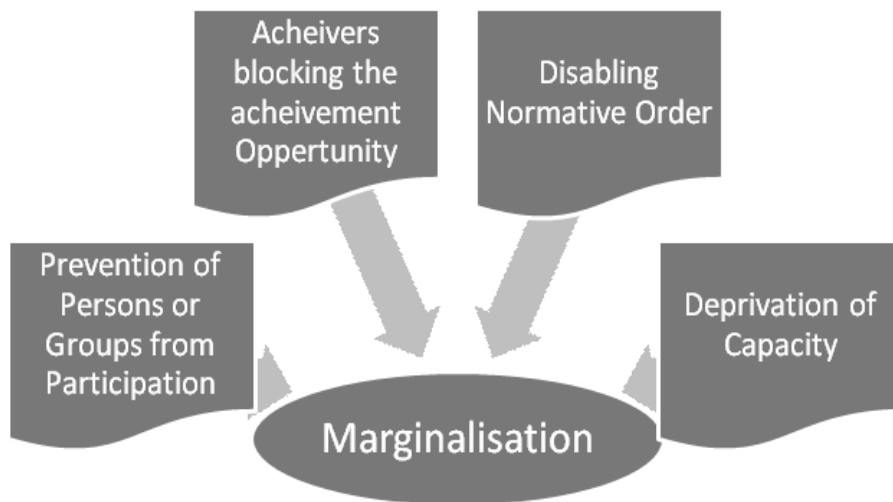 Acheivers
blocking the
acheivement
Oppertunity
Disabling
Normative Order
Prevention of
Persons or
Groups from
Participation
Deprivation of
Capacity
Marginalisation